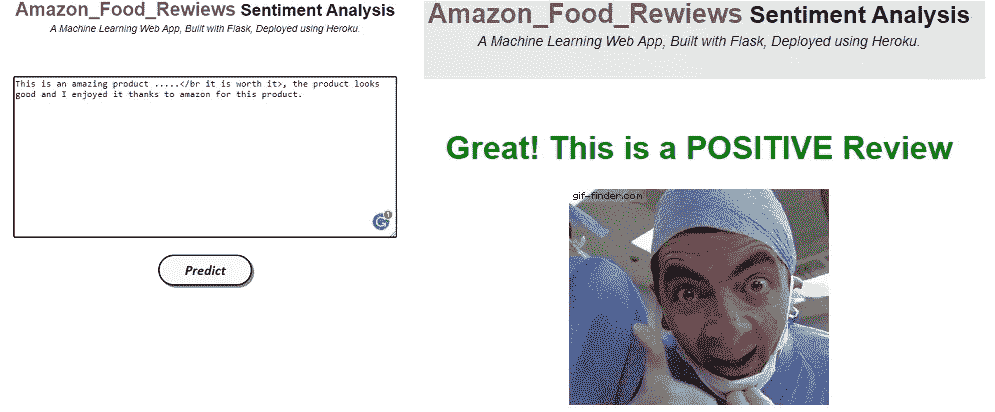 Amazon_Food_Rewiews Sentiment Analysis
A Machine Learning Web App, Built with Flask, Deployed using Heroku.
This is an amazing product .....</br it is worth it>, the product looks
good and I enjoyed it thanks to amazon for this product.
G 1
Predict
Amazon_Food_Rewiews Sentiment Analysis
A Machine Learning Web App, Built with Flask, Deployed using Heroku.
Great! This is a POSITIVE Review
gif-finder.com